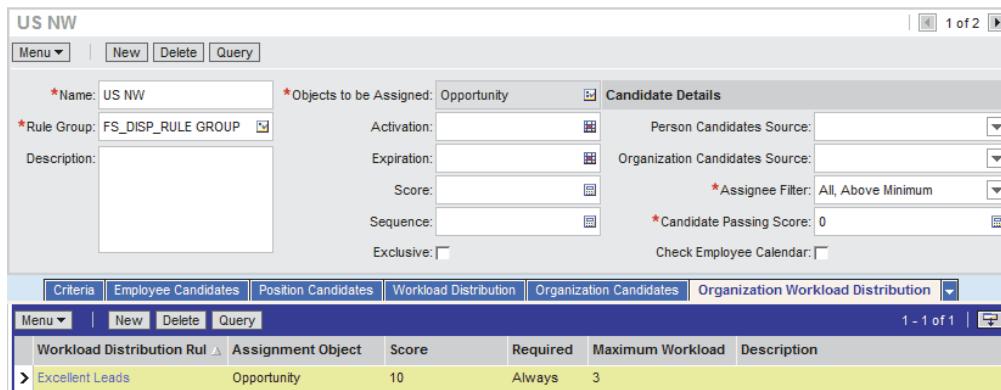 US NW 1 of 2
Menu New Delete Query
*Name: US NW *Objects to be Assigned: Opportunity Candidate Details
*Rule Group: FS_DISP_RULE GROUP Activation: Person Candidates Source:
Description: Expiration: Organization Candidates Source:
Score: *Assignee Filter: All, Above Minimum
Sequence: *Candidate Passing Score: 0
Exclusive: Check Employee Calendar:
Criteria Employee Candidates Position Candidates Workload Distribution Organization Candidates Organization Workload Distribution
Menu New Delete Query 1 - 1 of 1
Workload Distribution Rul Assignment Object Score Required Maximum Workload Description
Excellent Leads Opportunity 10 Always 3